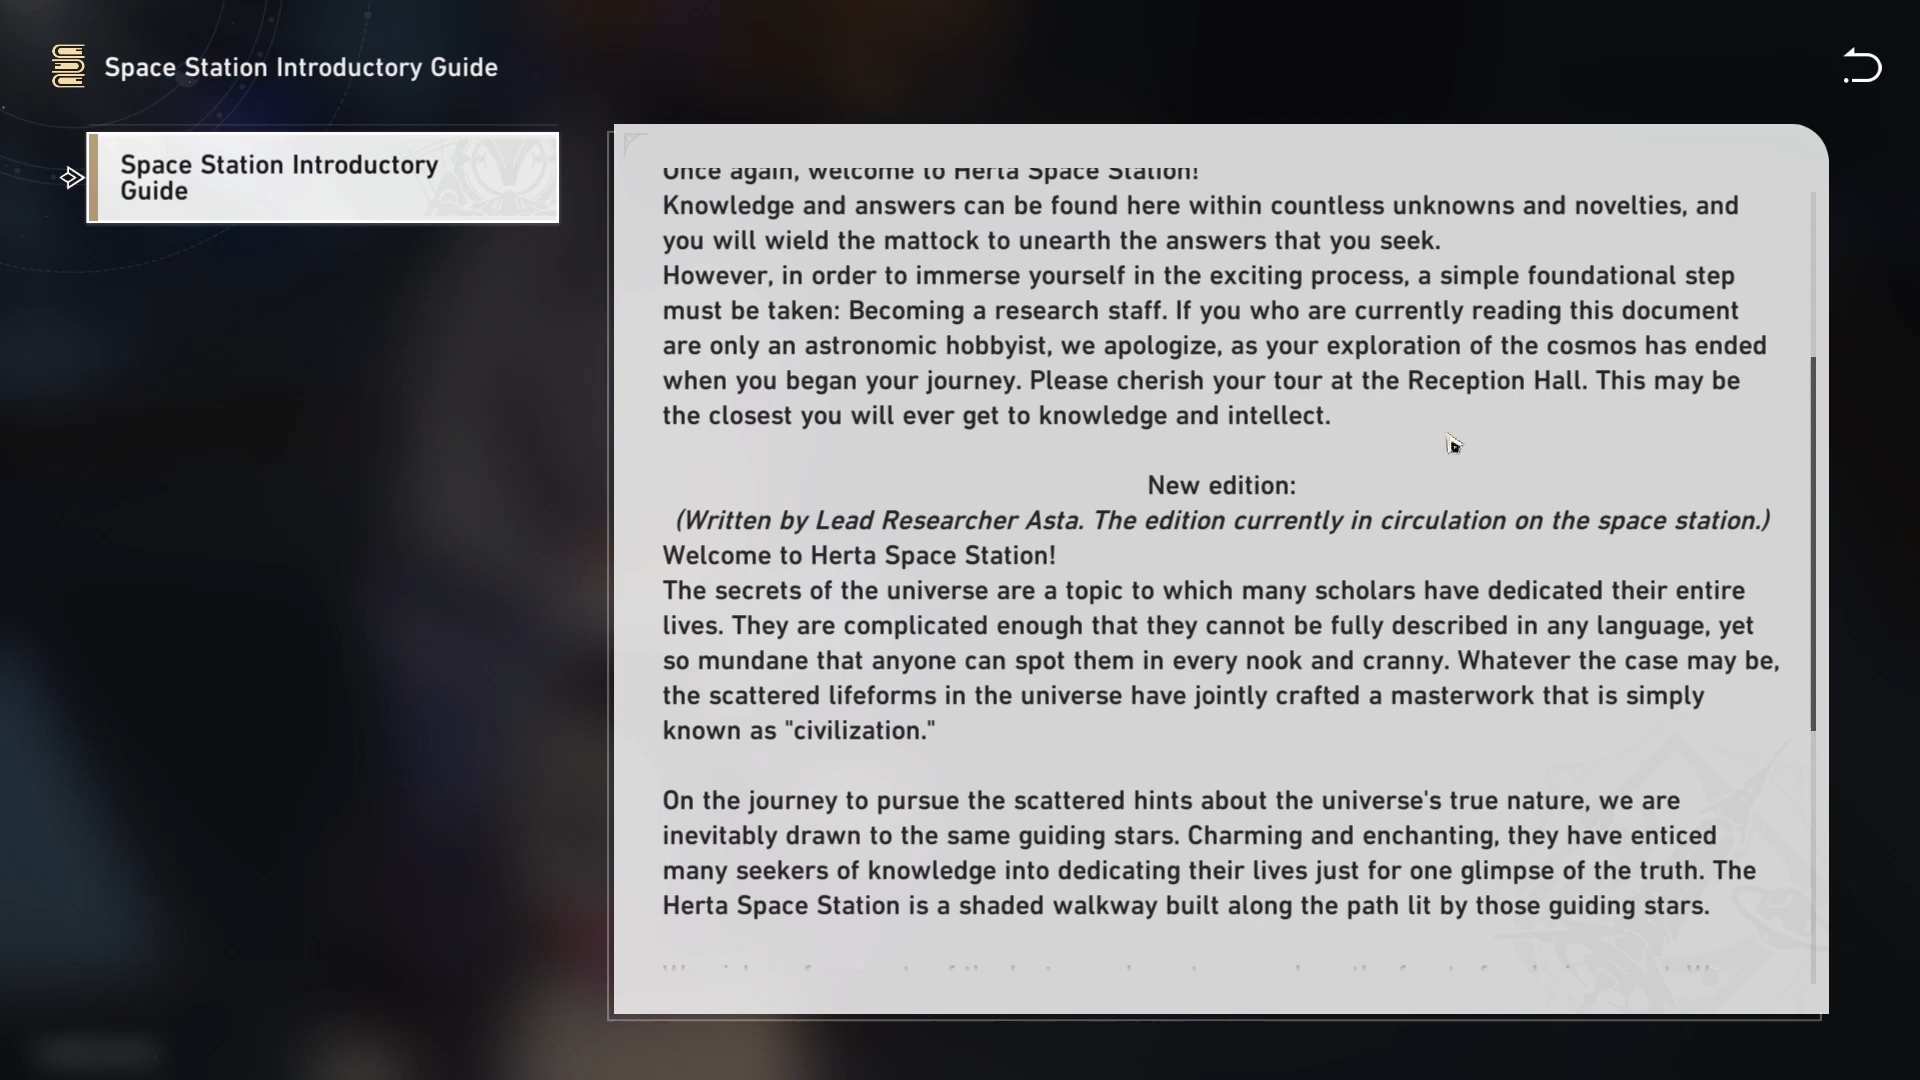 Space Station Introductory Guide
Space Station Introductory
Guide
Once again, welcome to Herta Space Station!
Knowledge and answers can be found here within countless unknowns and novelties, and
you will wield the mattock to unearth the answers that you seek.
However, in order to immerse yourself in the exciting process, a simple foundational step
must be taken: Becoming a research staff. If you who are currently reading this document
are only an astronomic hobbyist, we apologize, as your exploration of the cosmos has ended
when you began your journey. Please cherish your tour at the Reception Hall. This may be
the closest you will ever get to knowledge and intellect.
New edition:
(Written by Lead Researcher Asta. The edition currently in circulation on the space station.)
Welcome to Herta Space Station!
The secrets of the universe are a topic to which many scholars have dedicated their entire
lives. They are complicated enough that they cannot be fully described in any language, yet
so mundane that anyone can spot them in every nook and cranny. Whatever the case may be,
the scattered lifeforms in the universe have jointly crafted a masterwork that is simply
known as "civilization."
On the journey to pursue the scattered hints about the universe's true nature, we are
inevitably drawn to the same guiding stars. Charming and enchanting, they have enticed
many seekers of knowledge into dedicating their lives just for one glimpse of the truth. The
Herta Space Station is a shaded walkway built along the path lit by those guiding stars.